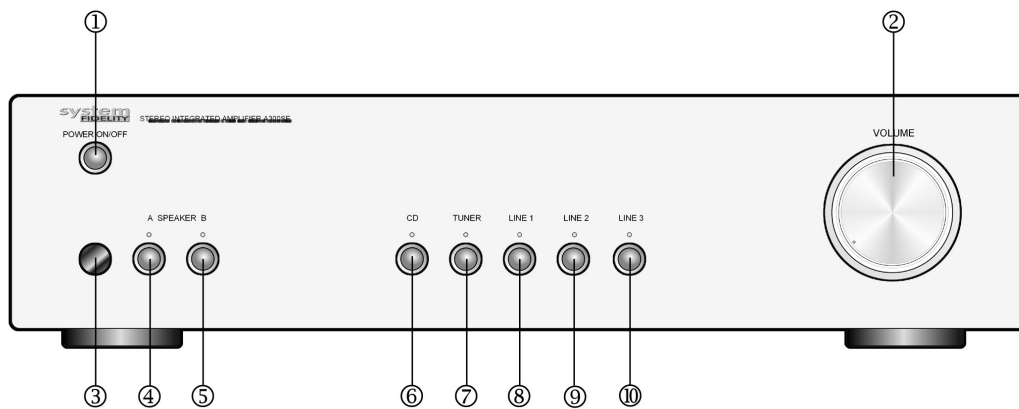 ① ②
system
FIDELITY
STEREO INTEGRATED AMPLIFIER A300SE
POWER ON/OFF
VOLUME
A SPEAKER B
CD TUNER LINE 1 LINE 2 LINE 3
③ ④ ⑤ ⑥ ⑦ ⑧ ⑨ ⑩